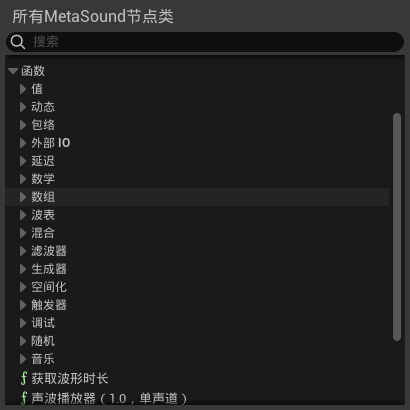 所有MetaSound节点类
搜索
函数
值
动态
包络
外部 IO
延迟
数学
数组
波表
混合
滤波器
生成器
空间化
触发器
调试
随机
音乐
获取波形时长
声波播放器（1.0，单声道）